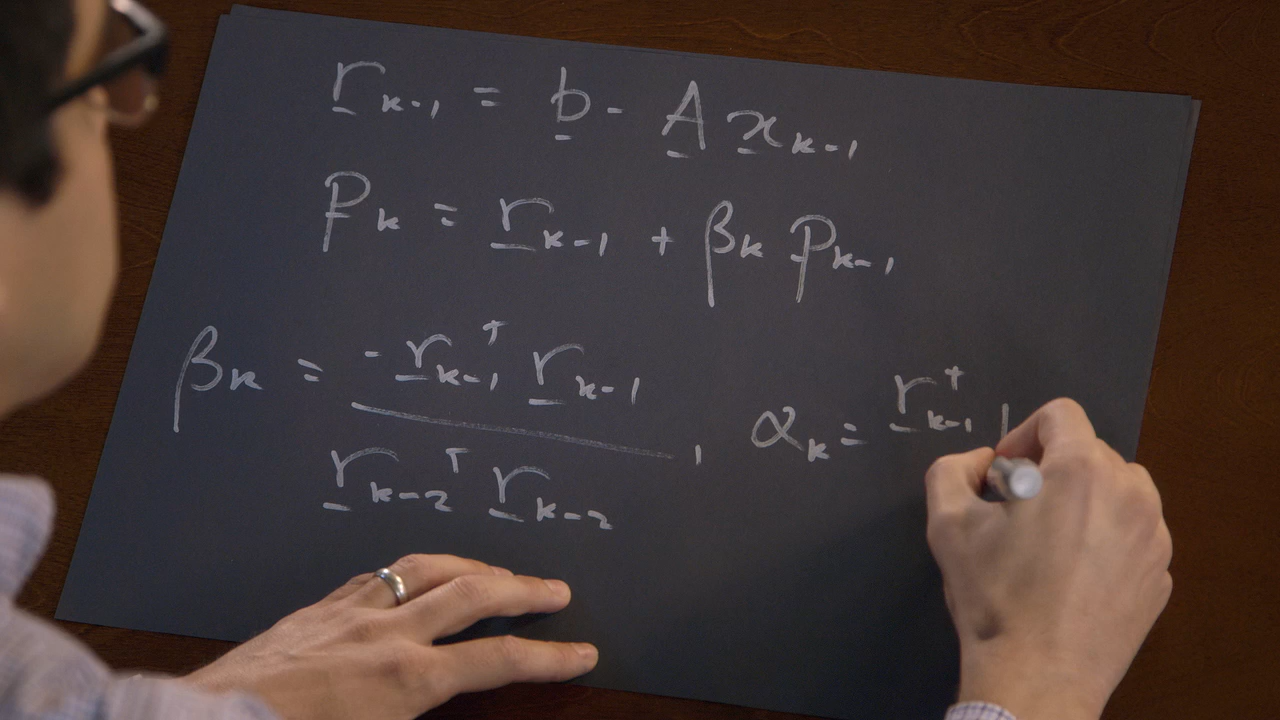 r_{k-1} = b - A x_{k-1}
p_k = r_{k-1} + β_k p_{k-1}
β_k = -r_{k-1}^T r_{k-1} / r_{k-2}^T r_{k-2} , α_k = r_{k-1}^T